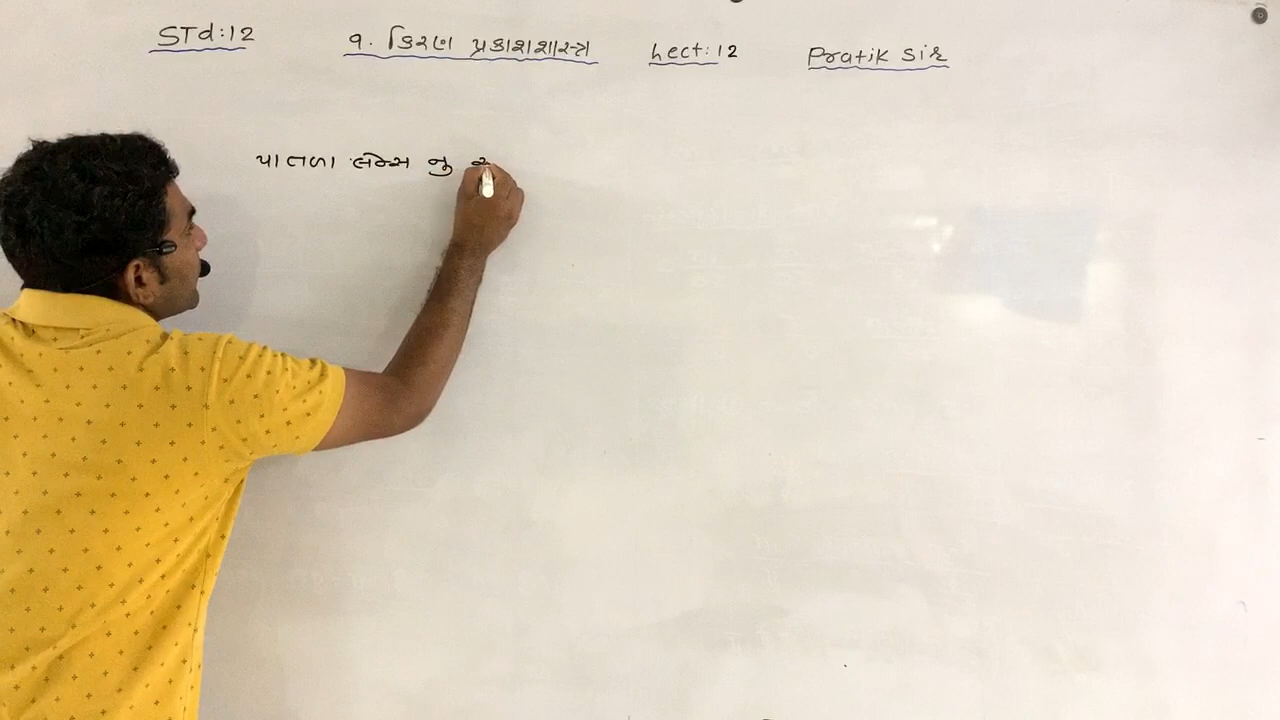 STd:12 ૧. કિરણ પ્રકાશશાસ્ત્ર Lect:12 Pratik Sir
પાતળા લેન્સ નુ